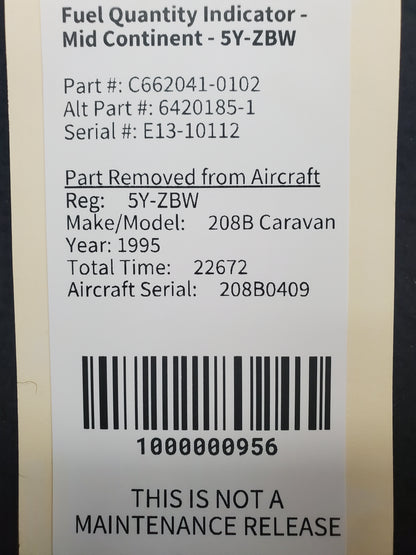 Fuel Quantity Indicator -
Mid Continent - 5Y-ZBW
Part #: C662041-0102
Alt Part #: 6420185-1
Serial #: E13-10112
Part Removed from Aircraft
Reg: 5Y-ZBW
Make/Model: 208B Caravan
Year: 1995
Total Time: 22672
Aircraft Serial: 208B0409
1000000956
THIS IS NOT A
MAINTENANCE RELEASE